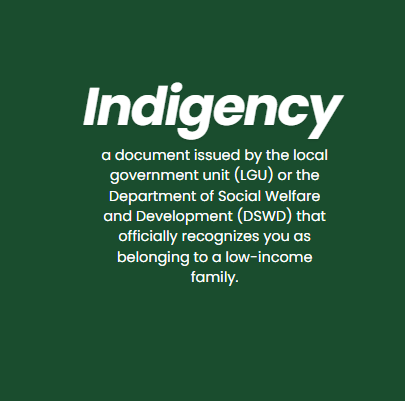 Indigency
a document issued by the local
government unit (LGU) or the
Department of Social Welfare
and Development (DSWD) that
officially recognizes you as
belonging to a low-income
family.